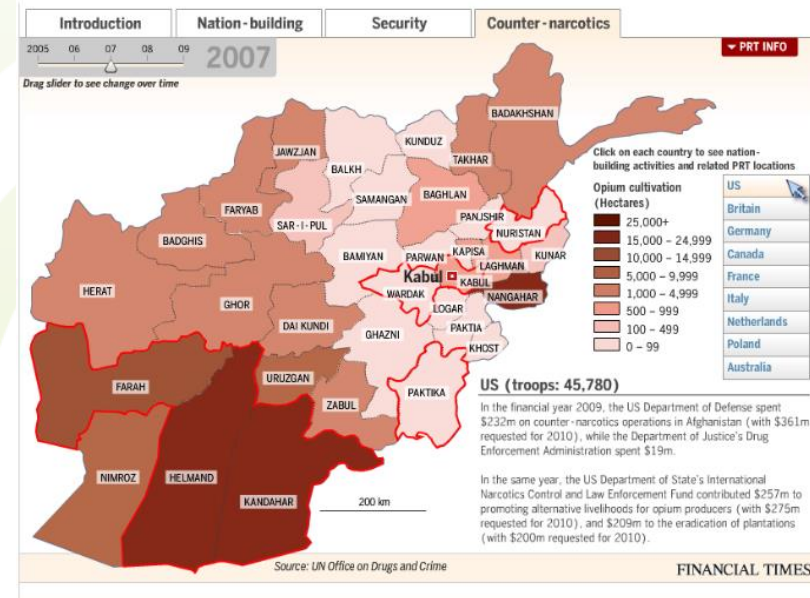 Introduction
Nation-building
Security
Counter-narcotics
2005 06 07 08 09
2007
Drag slider to see change over time
PRT INFO
BADAKHSHAN
KUNDUZ
TAKHAR
JAWZJAN
BALKH
SAMANGAN
BAGHLAN
FARYAB
SAR-I-PUL
PANJSHIR
NURISTAN
BADGHIS
BAMIYAN
PARWAN
KAPISA
KUNAR
LAGHMAN
Kabul
KABUL
NANGAHAR
WARDAK
HERAT
GHOR
LOGAR
DAI KUNDI
GHAZNI
PAKTIA
KHOST
FARAH
URUZGAN
ZABUL
PAKTIKA
NIMROZ
HELMAND
KANDAHAR
200 km
Click on each country to see nation-
building activities and related PRT locations
Opium cultivation
(Hectares)
25,000+
15,000 - 24,999
10,000 - 14,999
5,000 - 9,999
1,000 - 4,999
500 - 999
100 - 499
0 - 99
US
Britain
Germany
Canada
France
Italy
Netherlands
Poland
Australia
US (troops: 45,780)
In the financial year 2009, the US Department of Defense spent
$232m on counter-narcotics operations in Afghanistan (with $361m
requested for 2010), while the Department of Justice's Drug
Enforcement Administration spent $19m.
In the same year, the US Department of State's International
Narcotics Control and Law Enforcement Fund contributed $257m to
promoting alternative livelihoods for opium producers (with $275m
requested for 2010), and $209m to the eradication of plantations
(with $200m requested for 2010).
Source: UN Office on Drugs and Crime
FINANCIAL TIMES